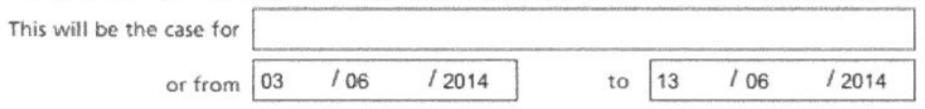 This will be the case for
or from 03 / 06 / 2014 to 13 / 06 / 2014